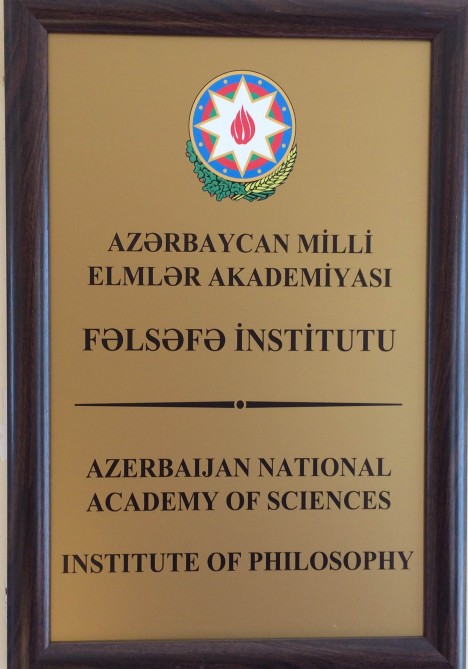 AZƏRBAYCAN MİLLİ
ELMLƏR AKADEMİYASI
FƏLSƏFƏ İNSTİTUTU
AZERBAIJAN NATIONAL
ACADEMY OF SCIENCES
INSTITUTE OF PHILOSOPHY